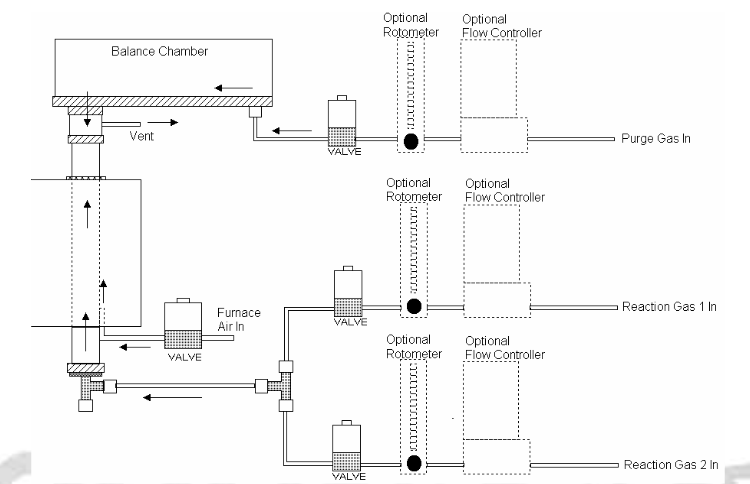 Optional
Rotometer
Optional
Flow Controller
Balance Chamber
Vent
VALVE
Purge Gas In
Optional
Rotometer
Optional
Flow Controller
Furnace
Air In
VALVE
VALVE
Reaction Gas 1 In
Optional
Rotometer
Optional
Flow Controller
VALVE
Reaction Gas 2 In